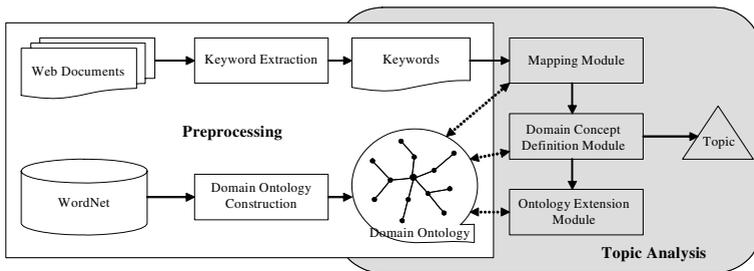 Web Documents
Keyword Extraction
Keywords
Mapping Module
Preprocessing
Domain Concept
Definition Module
Topic
WordNet
Domain Ontology
Construction
Domain Ontology
Ontology Extension
Module
Topic Analysis